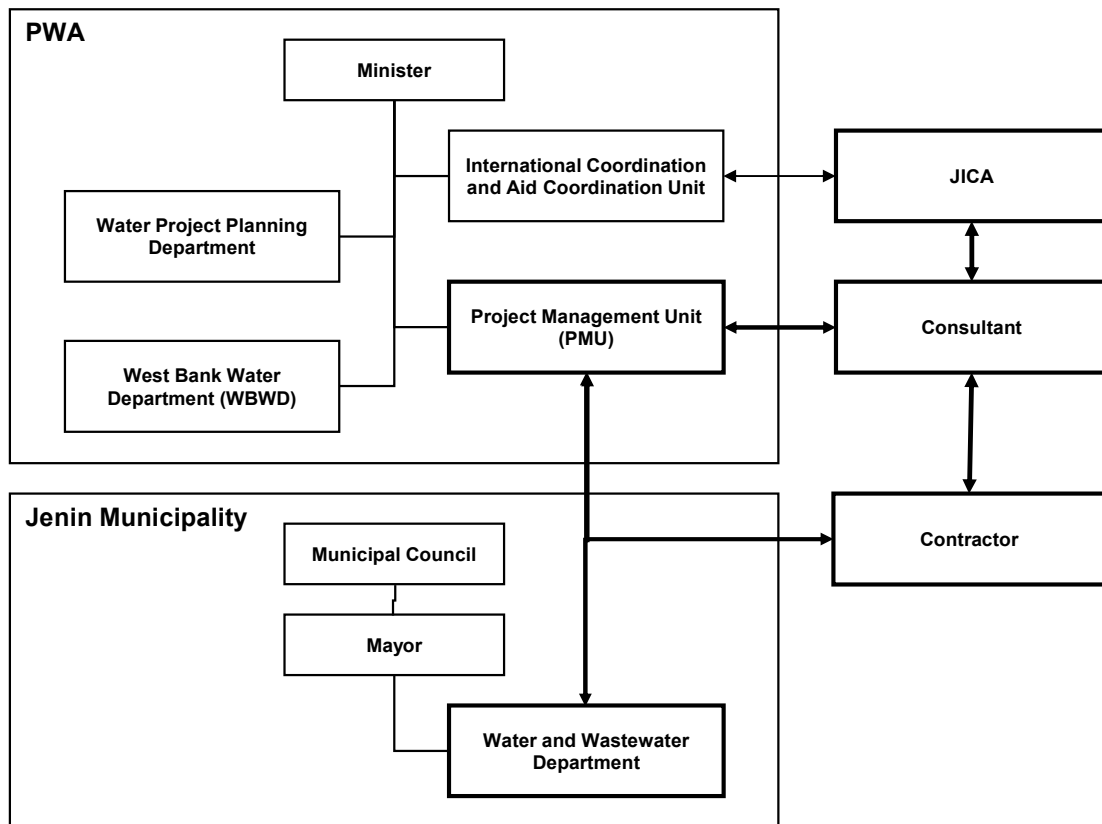 PWA
Minister
International Coordination
and Aid Coordination Unit
JICA
Water Project Planning
Department
Project Management Unit
(PMU)
Consultant
West Bank Water
Department (WBWD)
Jenin Municipality
Municipal Council
Contractor
Mayor
Water and Wastewater
Department